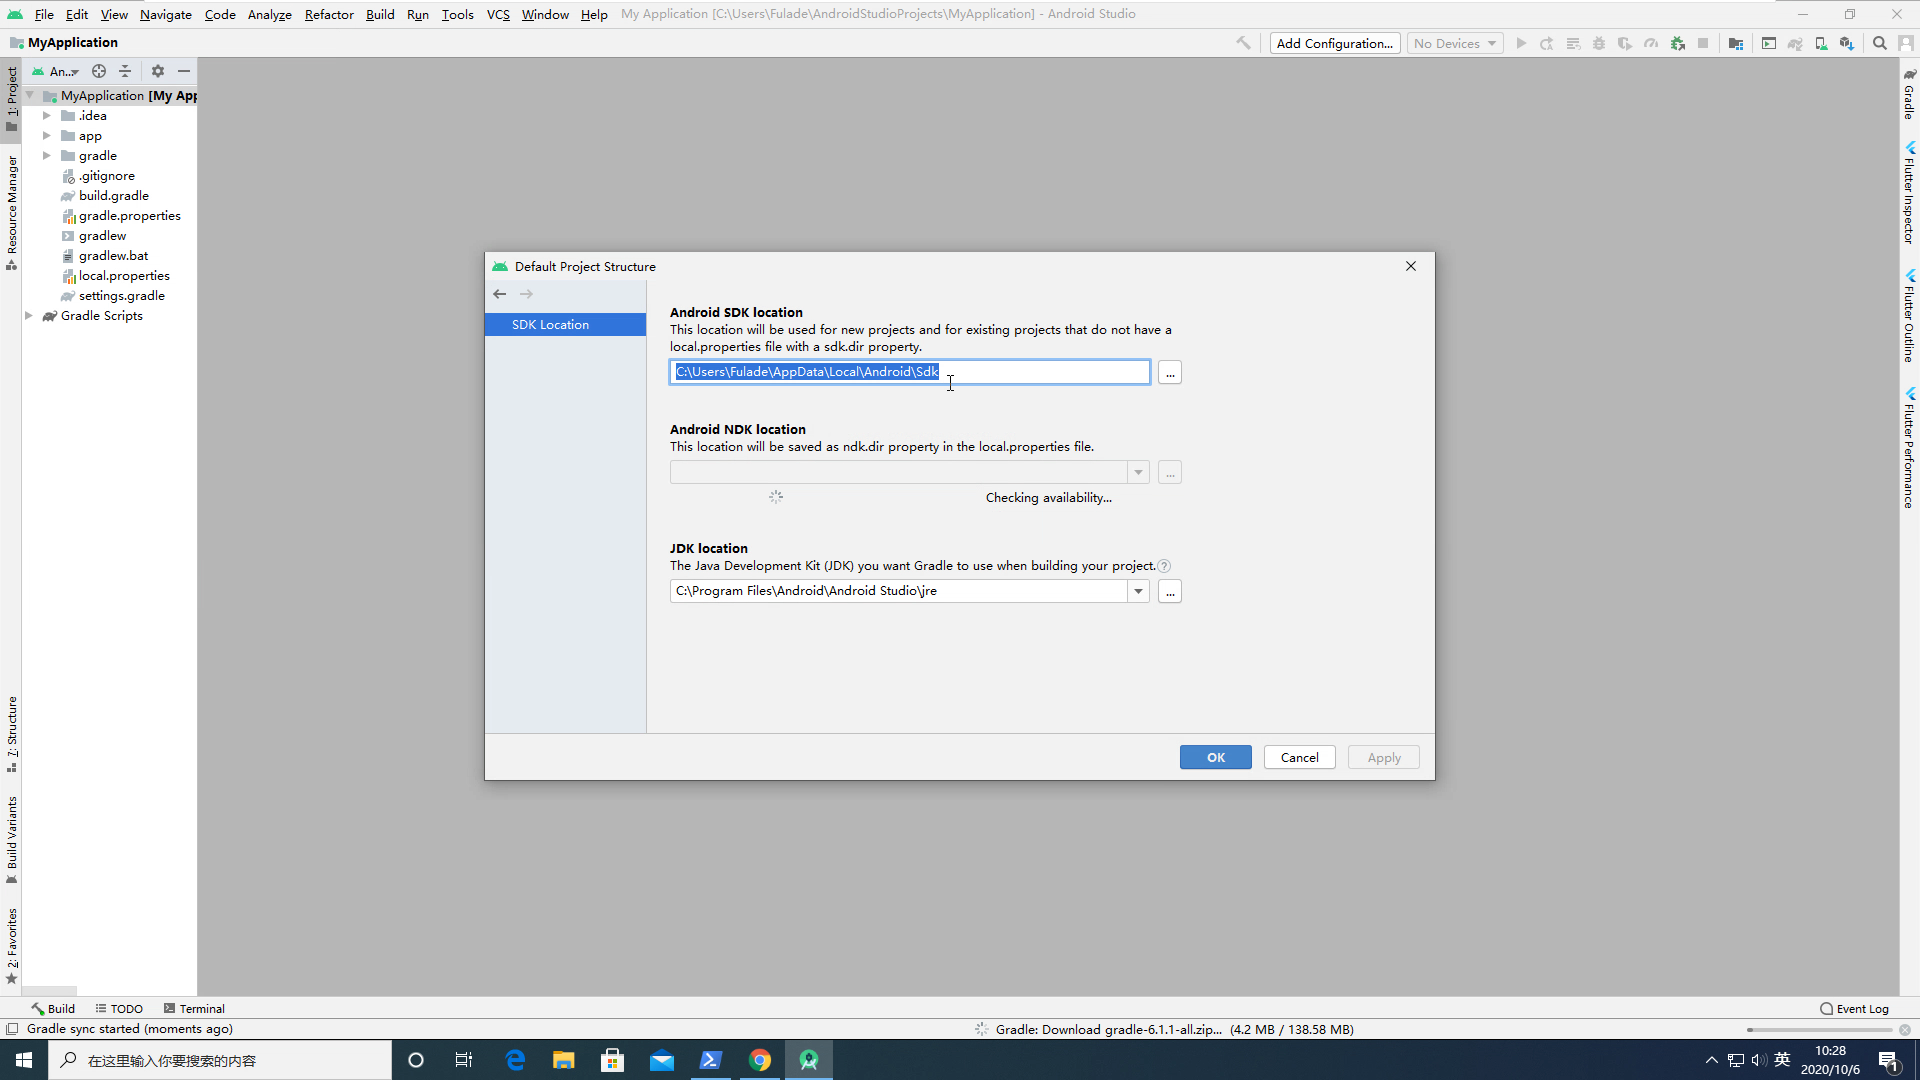 File Edit View Navigate Code Analyze Refactor Build Run Tools VCS Window Help My Application [C:\Users\Fulade\AndroidStudioProjects\MyApplication] - Android Studio
MyApplication
Add Configuration...
No Devices
1: Project
Resource Manager
7: Structure
Build Variants
2: Favorites
An...
MyApplication [My App
.idea
app
gradle
.gitignore
build.gradle
gradle.properties
gradlew
gradlew.bat
local.properties
settings.gradle
Gradle Scripts
Default Project Structure
SDK Location
Android SDK location
This location will be used for new projects and for existing projects that do not have a
local.properties file with a sdk.dir property.
C:\Users\Fulade\AppData\Local\Android\Sdk
...
Android NDK location
This location will be saved as ndk.dir property in the local.properties file.
...
Checking availability...
JDK location
The Java Development Kit (JDK) you want Gradle to use when building your project.
C:\Program Files\Android\Android Studio\jre
...
OK
Cancel
Apply
Gradle
Flutter Inspector
Flutter Outline
Flutter Performance
Build
TODO
Terminal
Event Log
Gradle sync started (moments ago)
Gradle: Download gradle-6.1.1-all.zip... (4.2 MB / 138.58 MB)
在这里输入你要搜索的内容
英
10:28
2020/10/6
1